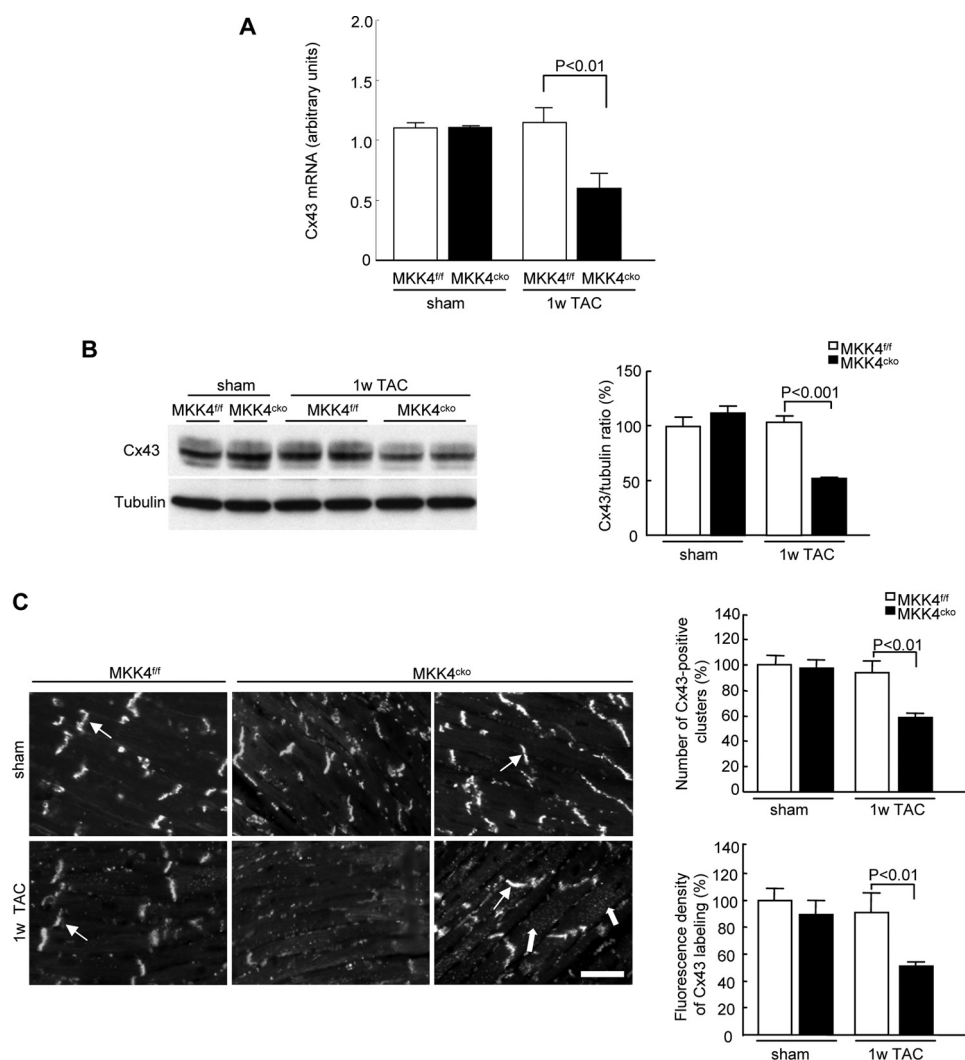 A
Cx43 mRNA (arbitrary units)
2.0
1.5
1.0
0.5
0
P<0.01
MKK4f/f MKK4cko MKK4f/f MKK4cko
sham 1w TAC
B
sham 1w TAC
MKK4f/f MKK4cko MKK4f/f MKK4cko
Cx43
Tubulin
MKK4f/f
MKK4cko
Cx43/tubulin ratio (%)
150
100
50
0
P<0.001
sham 1w TAC
C
MKK4f/f MKK4cko
sham
1w TAC
MKK4f/f
MKK4cko
Number of Cx43-positive
clusters (%)
140
120
100
80
60
40
20
0
P<0.01
sham 1w TAC
Fluorescence density
of Cx43 labeling (%)
140
120
100
80
60
80
40
0
P<0.01
sham 1w TAC